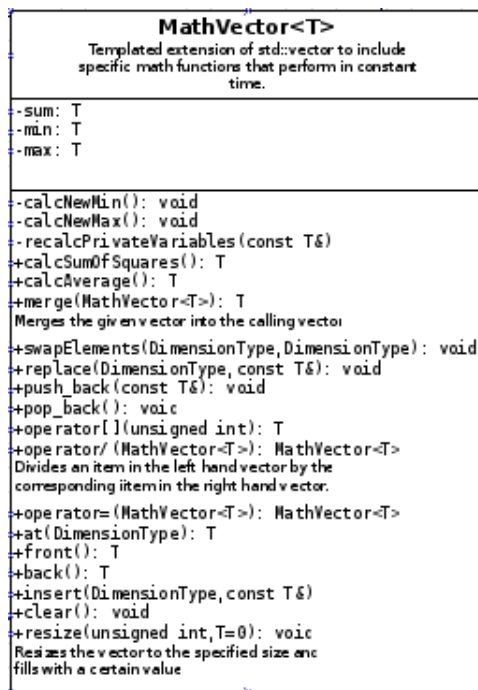 MathVector<T>
Templated extension of std::vector to include
specific math functions that perform in constant
time.
-sum: T
-min: T
-max: T
-calcNewMin(): void
-calcNewMax(): void
-recalcPrivateVariables(const T&)
+calcSumOfSquares(): T
+calcAverage(): T
+merge(MathVector<T>): T
Merges the given vector into the calling vector
+swapElements(DimensionType,DimensionType): void
+replace(DimensionType,const T&): void
+push_back(const T&): void
+pop_back(): void
+operator[](unsigned int): T
+operator/(MathVector<T>): MathVector<T>
Divides an item in the left hand vector by the
corresponding iitem in the right hand vector.
+operator=(MathVector<T>): MathVector<T>
+at(DimensionType): T
+front(): T
+back(): T
+insert(DimensionType,const T&)
+clear(): void
+resize(unsigned int,T=0): void
Resizes the vector to the specified size and
fills with a certain value